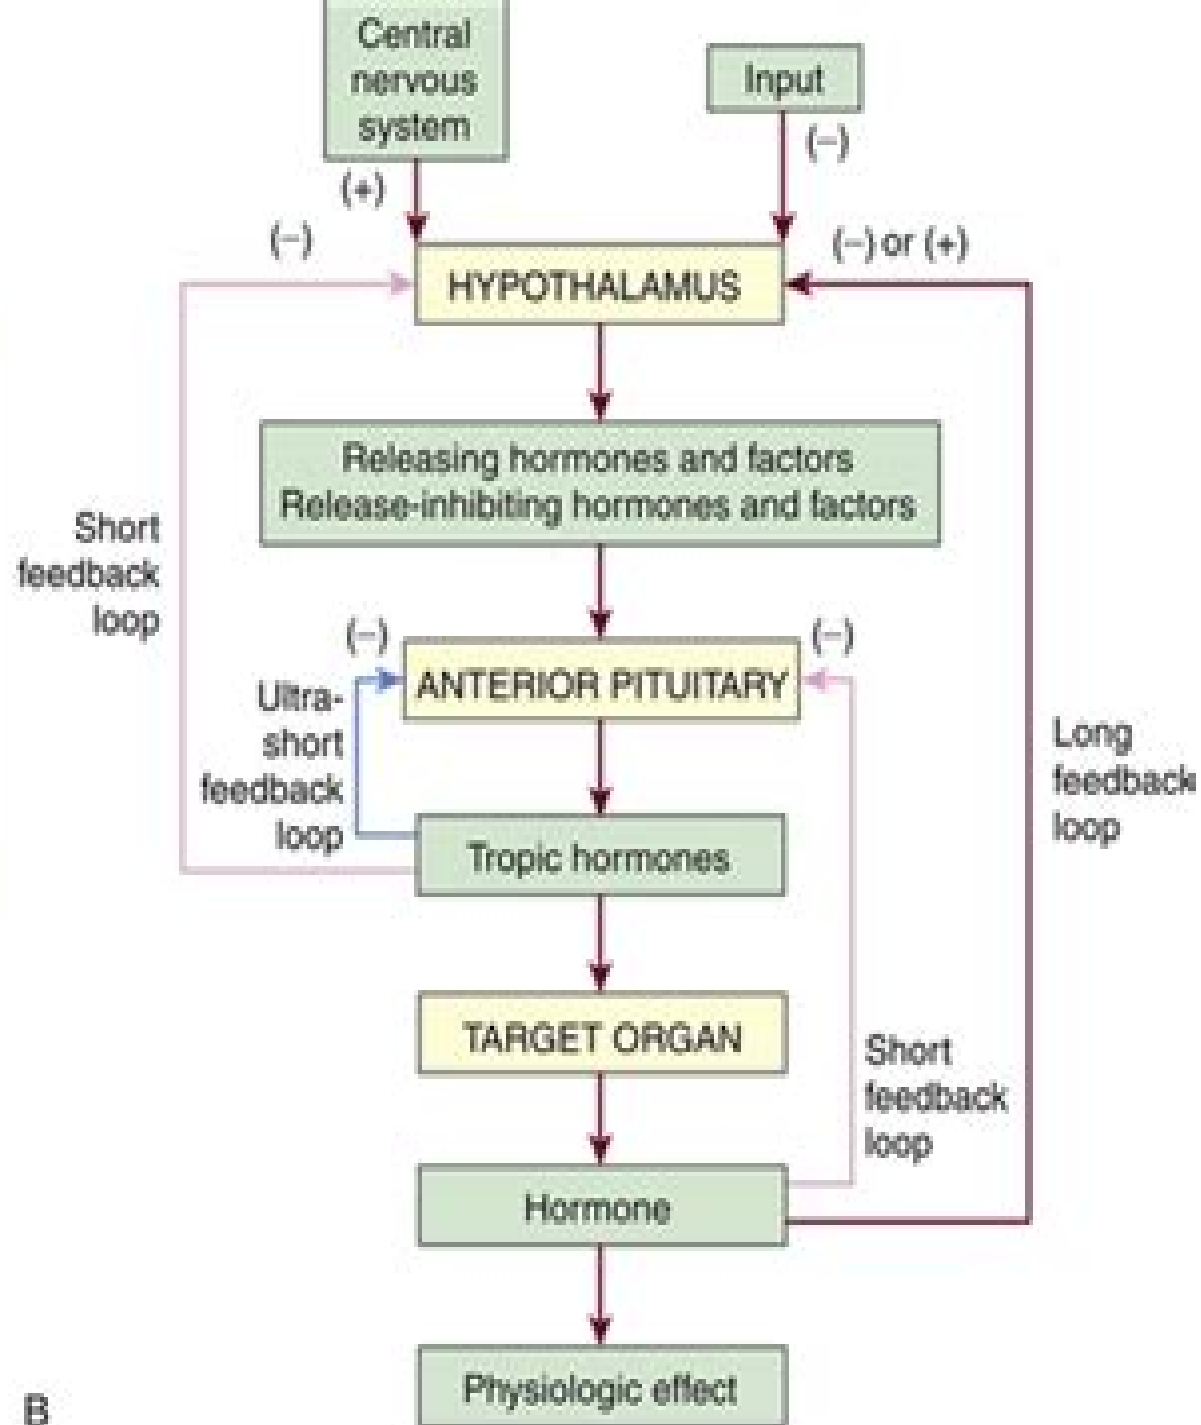 Central
nervous
system
Input
(–)
(+)
(–)
(–) or (+)
HYPOTHALAMUS
Releasing hormones and factors
Release-inhibiting hormones and factors
Short
feedback
loop
(–)
(–)
ANTERIOR PITUITARY
Ultra-
short
feedback
loop
Long
feedback
loop
Tropic hormones
TARGET ORGAN
Short
feedback
loop
Hormone
Physiologic effect
B